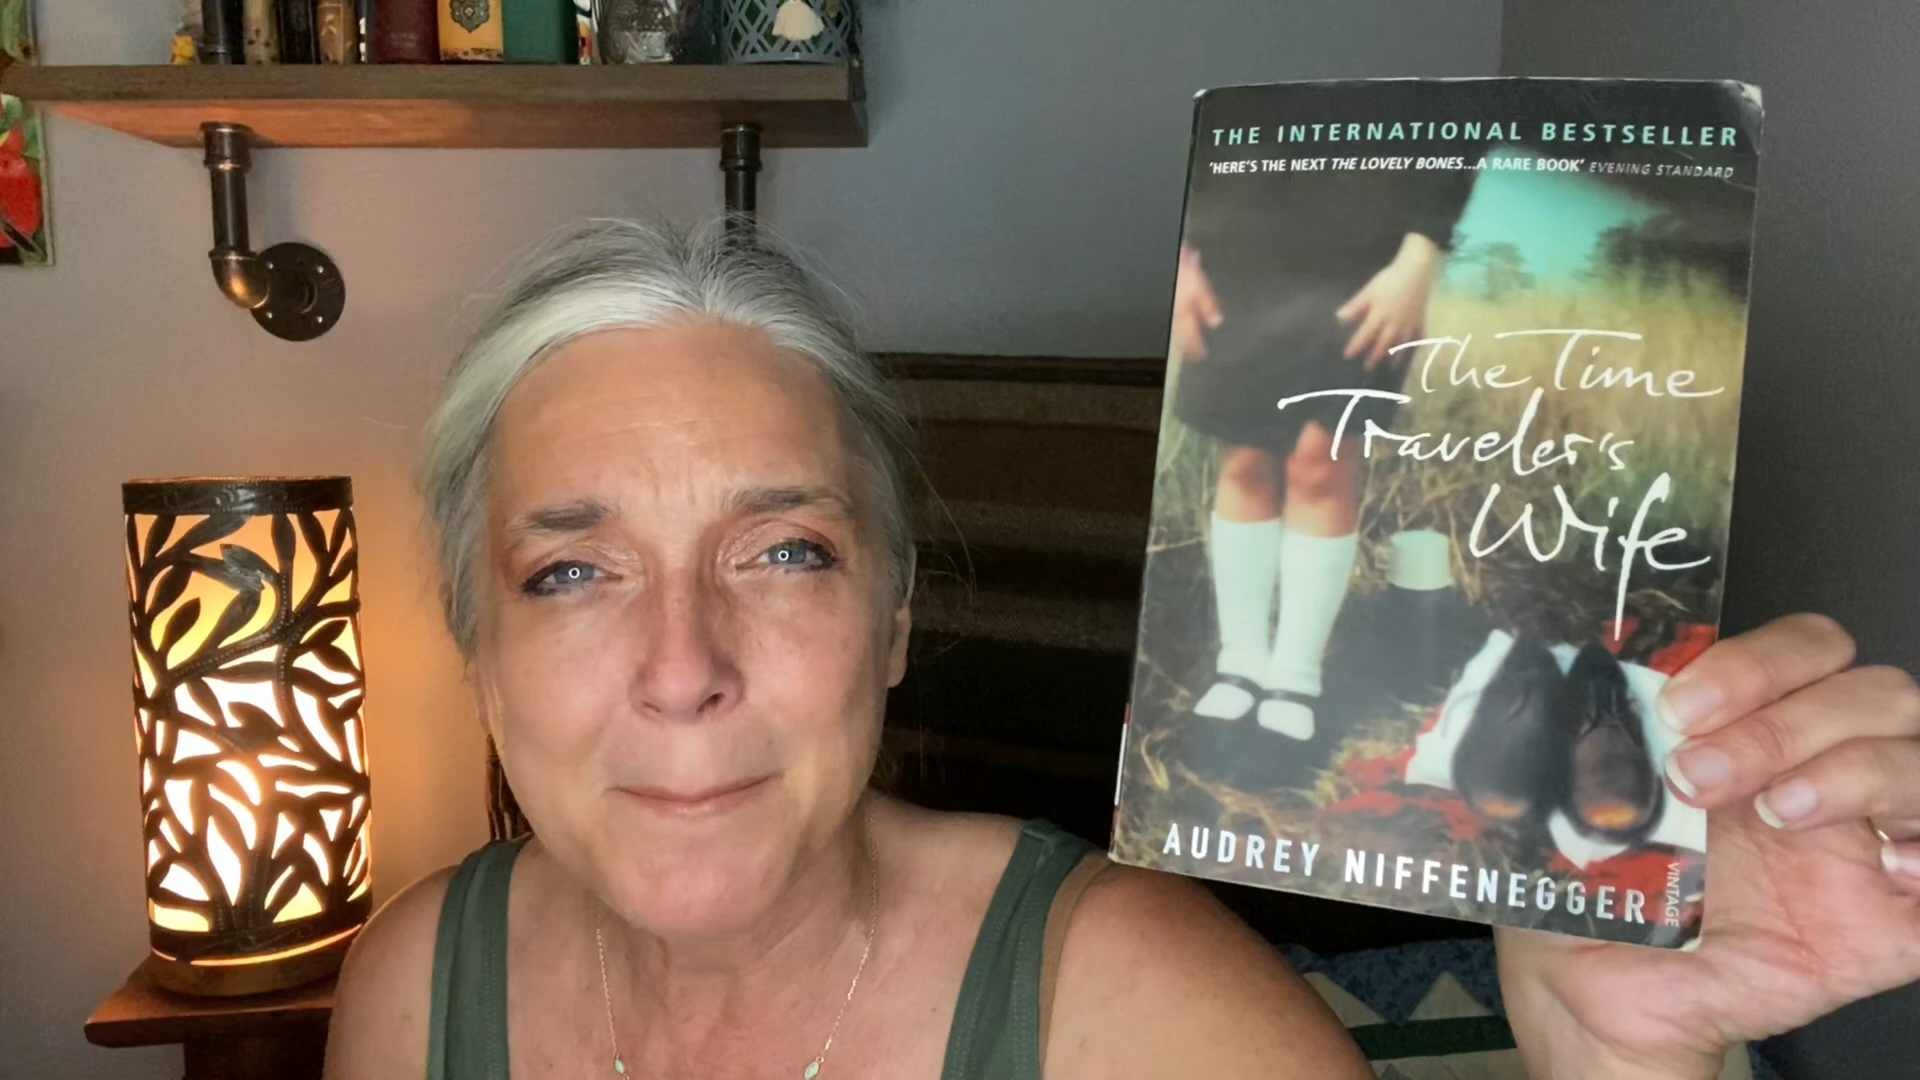 THE INTERNATIONAL BESTSELLER
'HERE'S THE NEXT THE LOVELY BONES...A RARE BOOK' EVENING STANDARD
The Time
Traveler's
Wife
AUDREY NIFFENEGGER
VINTAGE